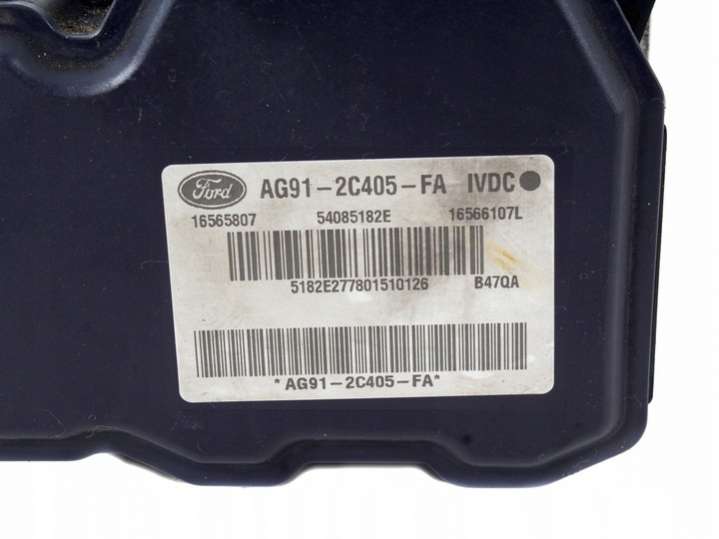 Ford AG91-2C405-FA IVDC
16565807 54085182E 16566107L
5182E277801510126 B47QA
*AG91-2C405-FA*